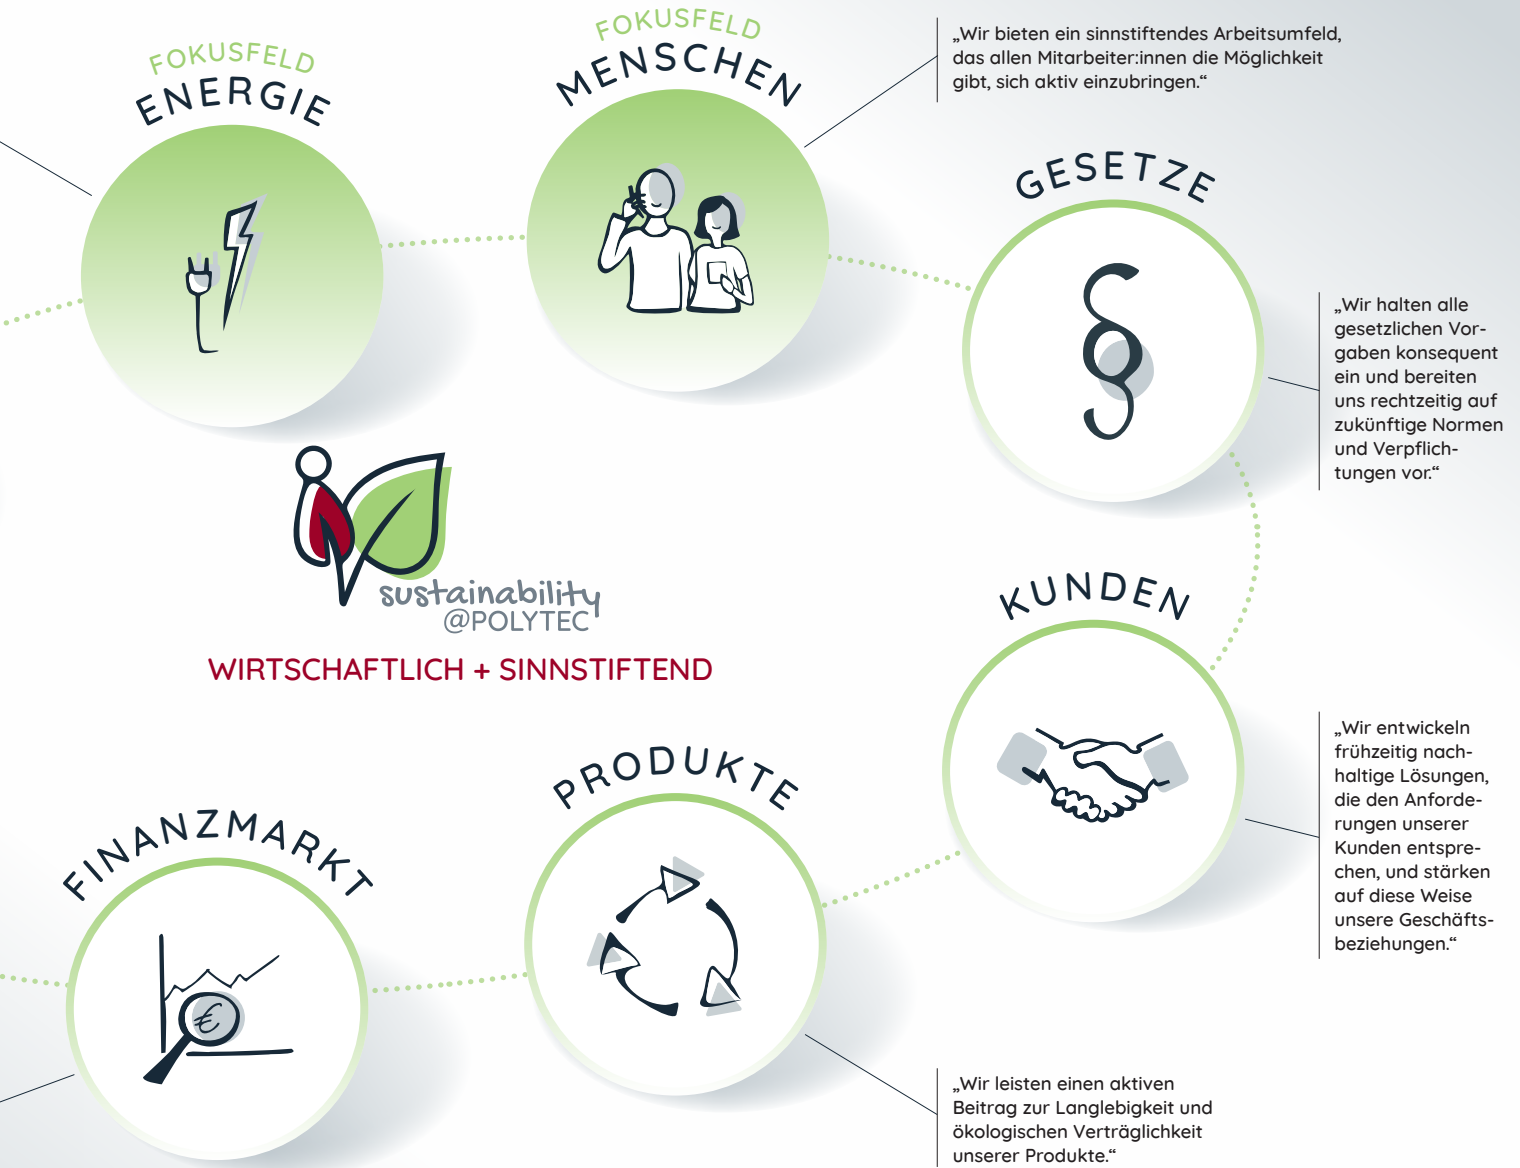 FOKUSFELD
ENERGIE
FOKUSFELD
MENSCHEN
„Wir bieten ein sinnstiftendes Arbeitsumfeld,
das allen Mitarbeiter:innen die Möglichkeit
gibt, sich aktiv einzubringen.“
GESETZE
„Wir halten alle
gesetzlichen Vor-
gaben konsequent
ein und bereiten
uns rechtzeitig auf
zukünftige Normen
und Verpflich-
tungen vor.“
sustainability
@POLYTEC
WIRTSCHAFTLICH + SINNSTIFTEND
KUNDEN
„Wir entwickeln
frühzeitig nach-
haltige Lösungen,
die den Anforde-
rungen unserer
Kunden entspre-
chen, und stärken
auf diese Weise
unsere Geschäfts-
beziehungen.“
PRODUKTE
„Wir leisten einen aktiven
Beitrag zur Langlebigkeit und
ökologischen Verträglichkeit
unserer Produkte.“
FINANZMARKT
€